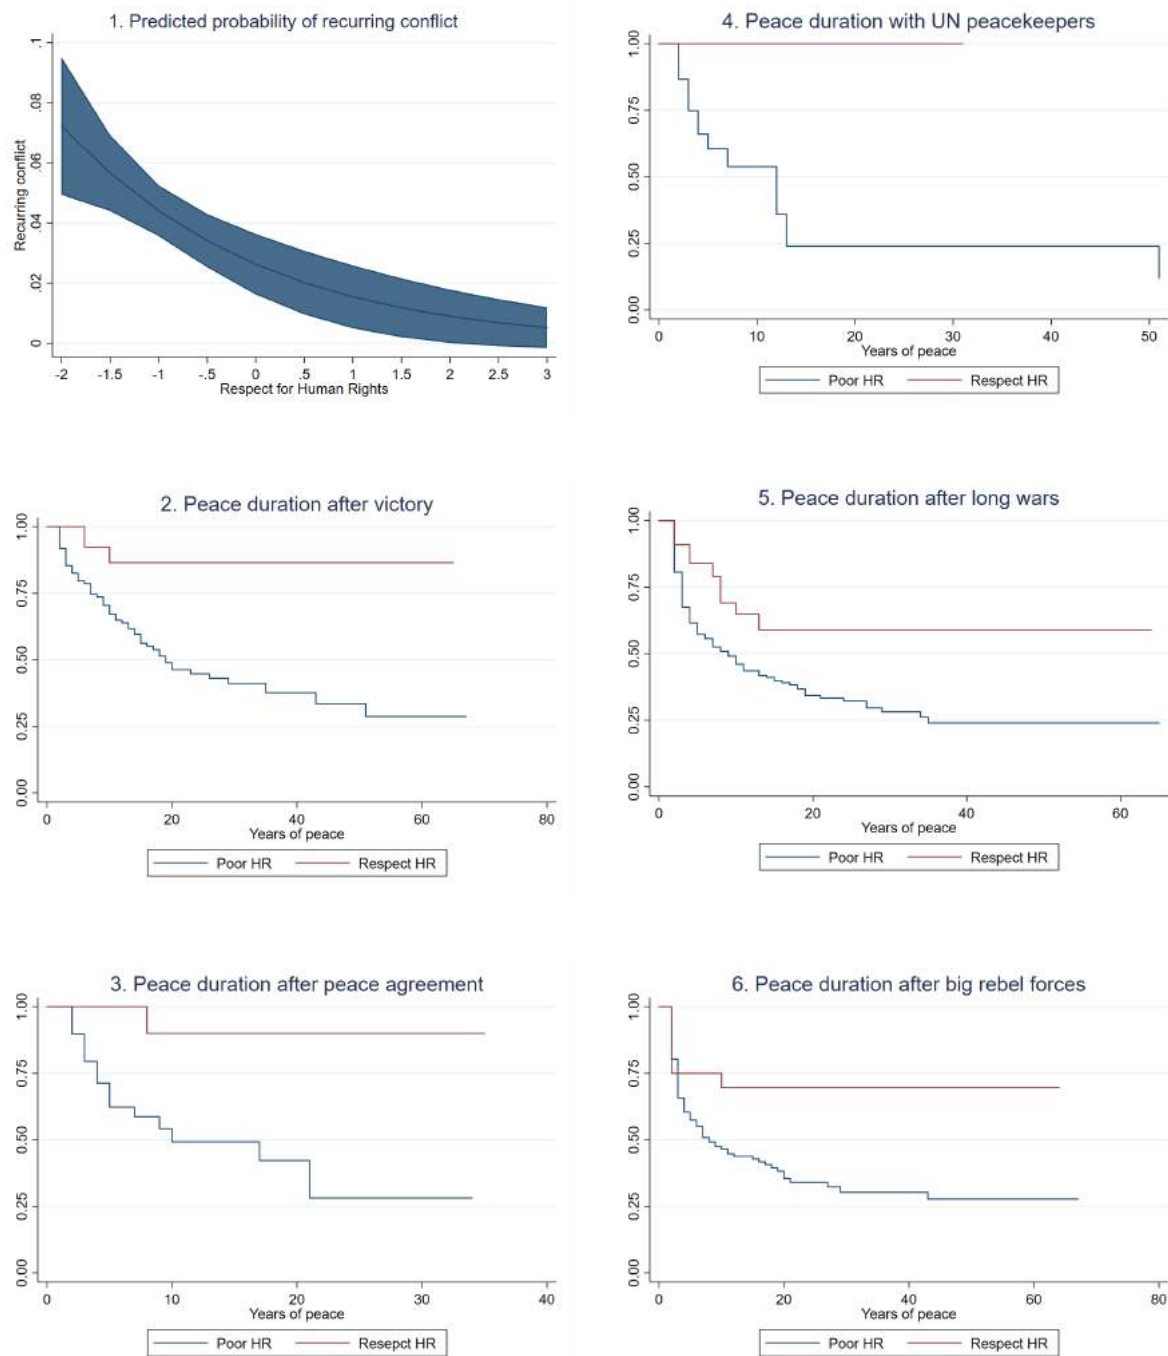 1. Predicted probability of recurring conflict
Recurring conflict
.1
.08
.06
.04
.02
0
-2 -1.5 -1 -.5 0 .5 1 1.5 2 2.5 3
Respect for Human Rights
4. Peace duration with UN peacekeepers
1.00
0.75
0.50
0.25
0.00
0 10 20 30 40 50
Years of peace
Poor HR Respect HR
2. Peace duration after victory
1.00
0.75
0.50
0.25
0.00
0 20 40 60 80
Years of peace
Poor HR Respect HR
5. Peace duration after long wars
1.00
0.75
0.50
0.25
0.00
0 20 40 60
Years of peace
Poor HR Respect HR
3. Peace duration after peace agreement
1.00
0.75
0.50
0.25
0.00
0 10 20 30 40
Years of peace
Poor HR Resepct HR
6. Peace duration after big rebel forces
1.00
0.75
0.50
0.25
0.00
0 20 40 60 80
Years of peace
Poor HR Respect HR